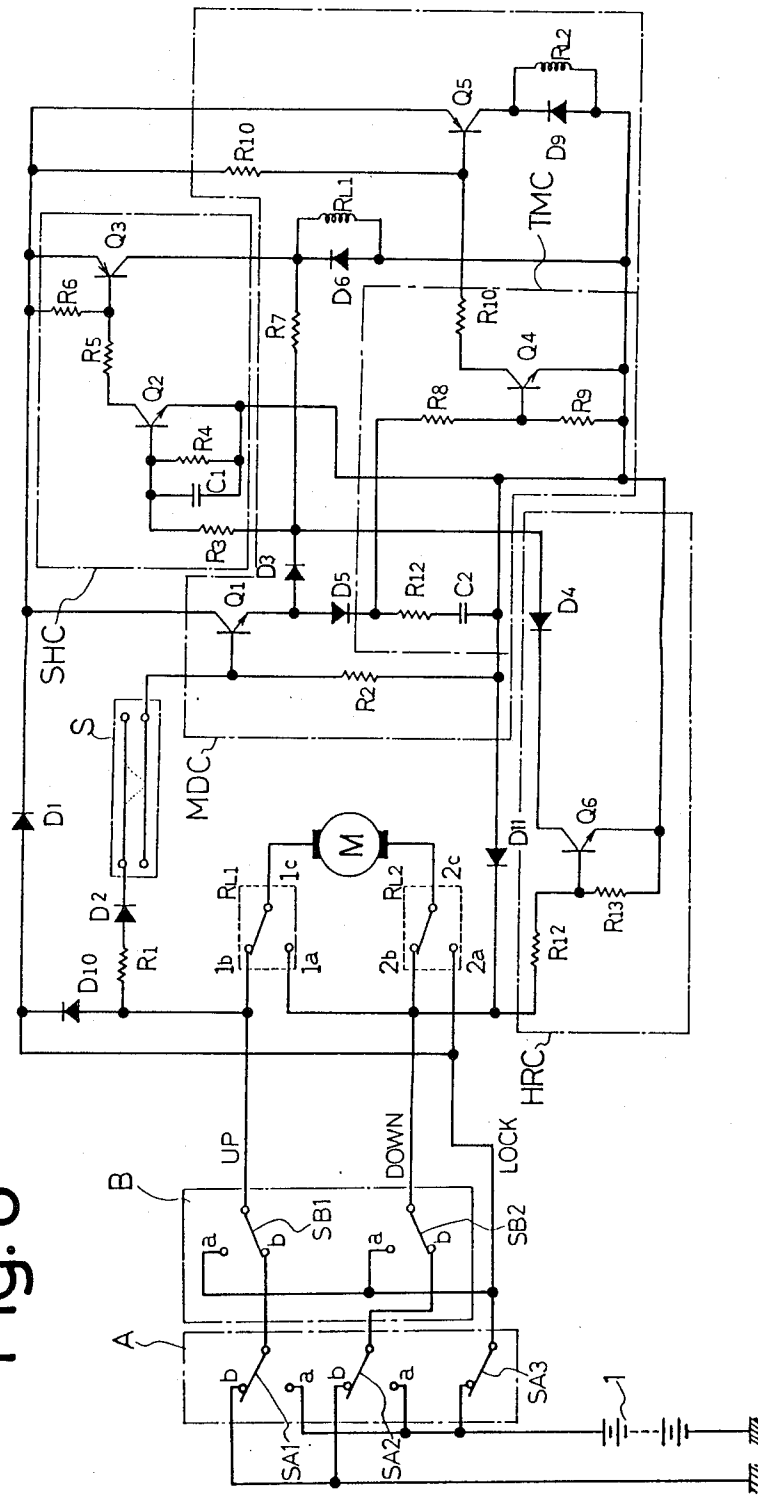 Fig. 6
A
B
SA1
SA2
SA3
SB1
SB2
a
b
a
b
a
b
a
b
1
UP
DOWN
LOCK
D10
R1
D2
S
D1
RL1
1b
1a
1c
M
RL2
2b
2a
2c
D11
MDC
Q1
R2
D3
D5
R12
C2
SHC
R3
C1
R4
Q2
R5
R6
Q3
R7
D6
RL1
R10
Q5
D9
RL2
TMC
R10
Q4
R8
R9
HRC
R12
R13
Q6
D4